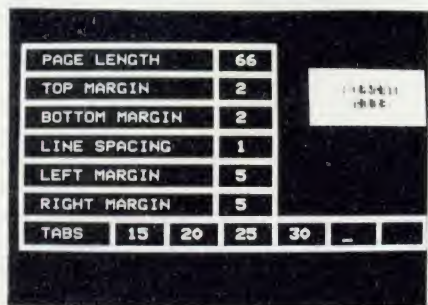 PAGE LENGTH 66
TOP MARGIN 2
BOTTOM MARGIN 2
LINE SPACING 1
LEFT MARGIN 5
RIGHT MARGIN 5
TABS 15 20 25 30 _